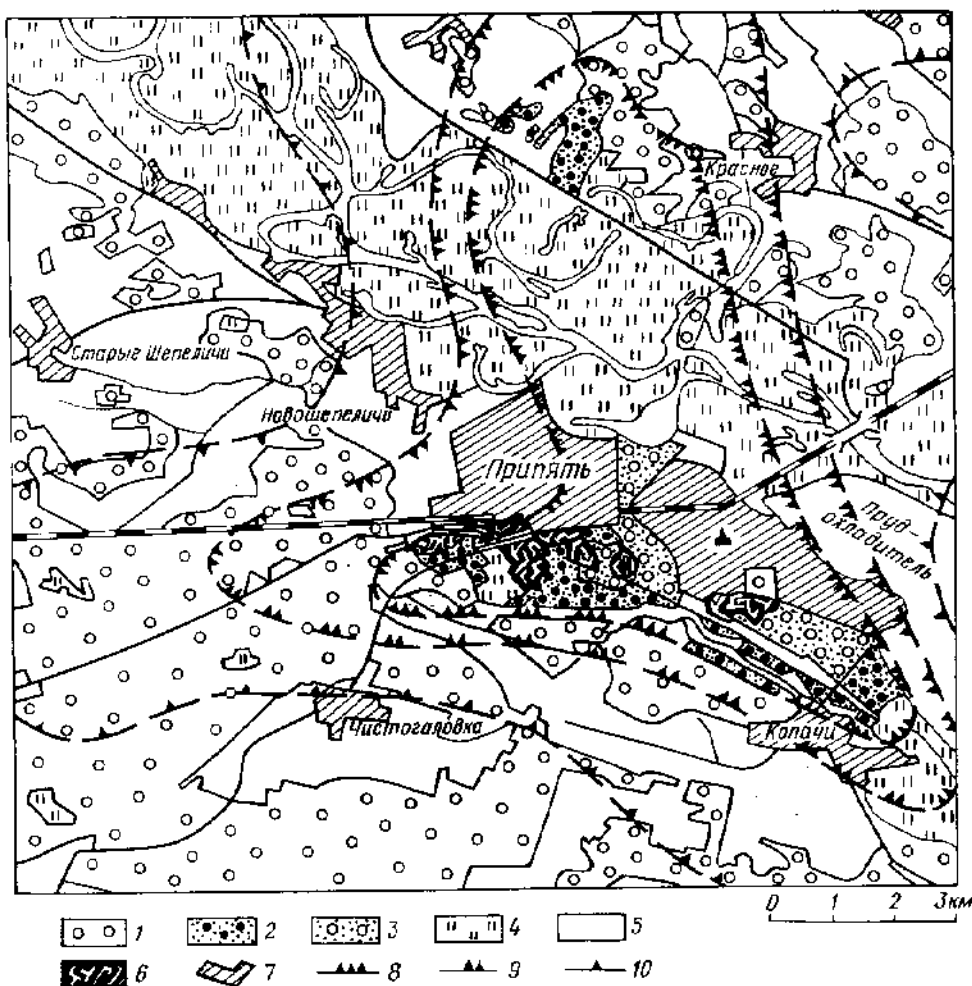 Красное
Старыг Шепеличи
Новошепеличи
Припять
Пруд-
охладитель
Чистогаловка
Копачи
0 1 2 3км
1 2 3 4 5
6 7 8 9 10